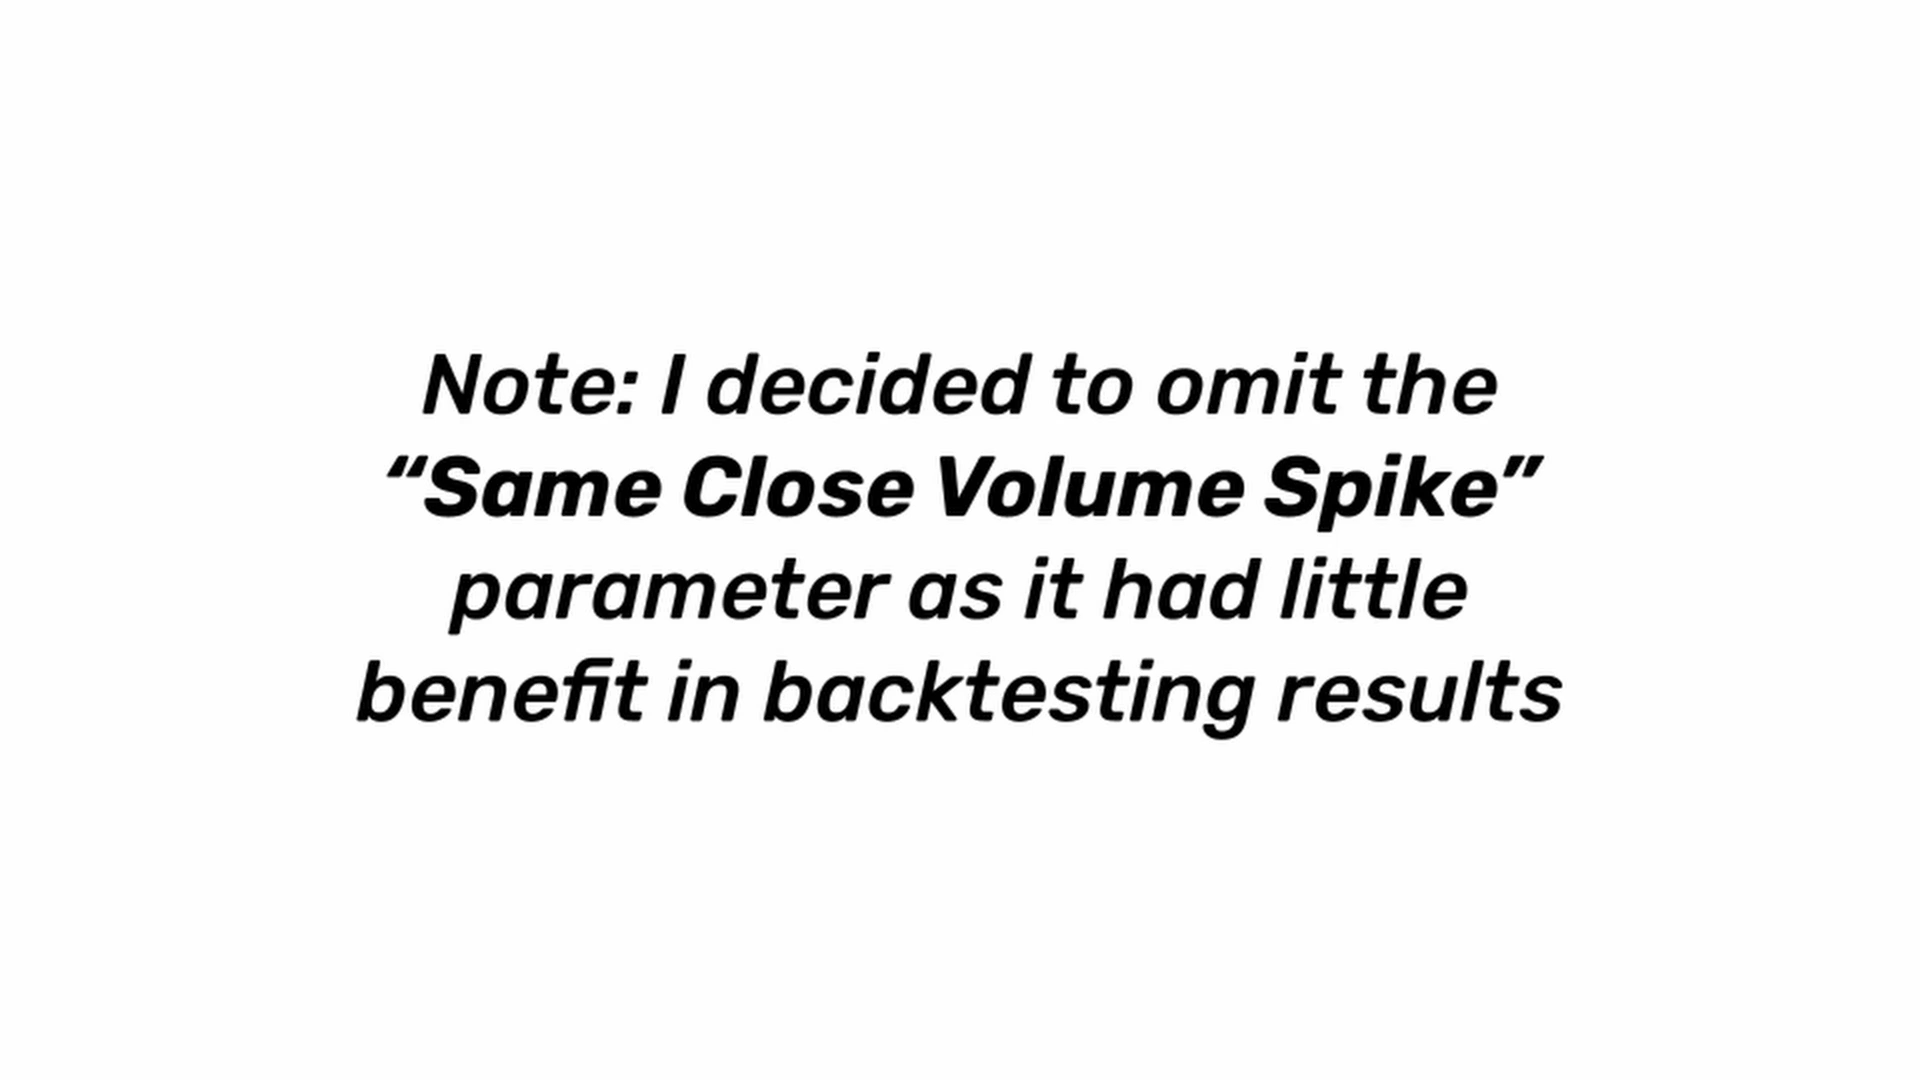 Note: I decided to omit the
“Same Close Volume Spike”
parameter as it had little
benefit in backtesting results